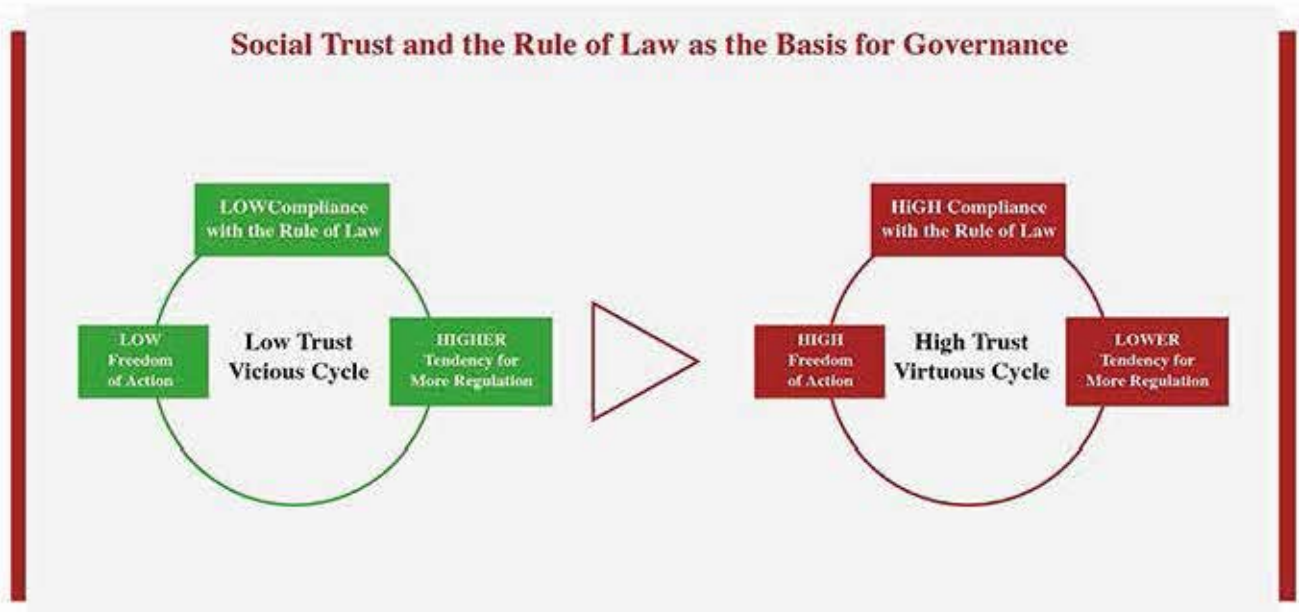 Social Trust and the Rule of Law as the Basis for Governance
LOWCompliance
with the Rule of Law
LOW
Freedom
of Action
Low Trust
Vicious Cycle
HIGHER
Tendency for
More Regulation
HiGH Compliance
with the Rule of Law
HIGH
Freedom
of Action
High Trust
Virtuous Cycle
LOWER
Tendency for
More Regulation